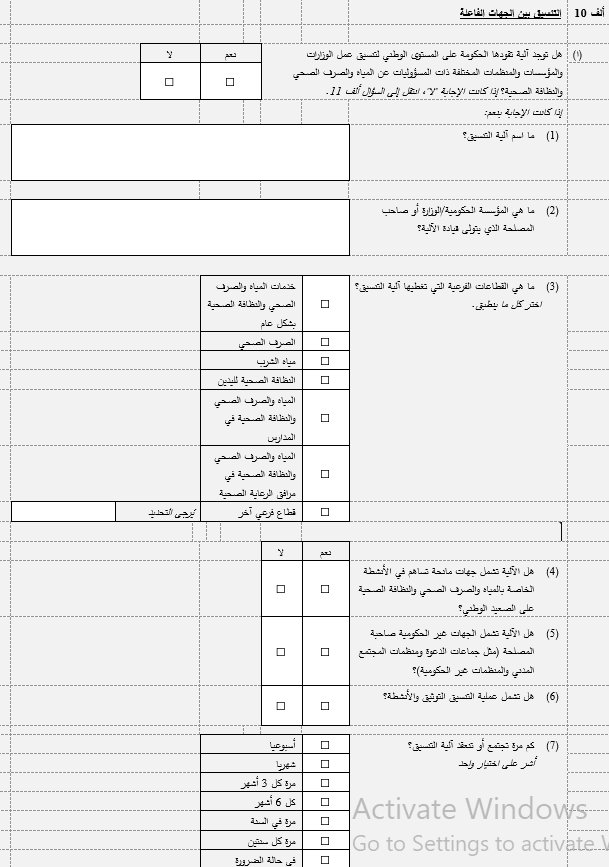 ألف 10 التنسيق بين الجهات الفاعلة
(١) هل توجد آلية تقودها الحكومة على المستوى الوطني لتنسيق عمل الوزارات
والمؤسسات والمنظمات المختلفة ذات المسؤوليات عن المياه والصرف الصحي
والنظافة الصحية؟ إذا كانت الإجابة "لا"، انتقل إلى السؤال ألف 11.
نعم لا
☐ ☐
إذا كانت الإجابة بنعم:
(1) ما اسم آلية التنسيق؟
(2) ما هي المؤسسة الحكومية/الوزارة أو صاحب
المصلحة الذي يتولى قيادة الآلية؟
(3) ما هي القطاعات الفرعية التي تغطيها آلية التنسيق؟
اختر كل ما ينطبق.
☐ خدمات المياه والصرف
الصحي والنظافة الصحية
بشكل عام
☐ الصرف الصحي
☐ مياه الشرب
☐ النظافة الصحية لليدين
☐ المياه والصرف الصحي
والنظافة الصحية في
المدارس
☐ المياه والصرف الصحي
والنظافة الصحية في
مرافق الرعاية الصحية
☐ قطاع فرعي آخر يُرجى التحديد
نعم لا
(4) هل الآلية تشمل جهات مانحة تساهم في الأنشطة
الخاصة بالمياه والصرف الصحي والنظافة الصحية
على الصعيد الوطني؟
☐ ☐
(5) هل الآلية تشمل الجهات غير الحكومية صاحبة
المصلحة (مثل جماعات الدعوة ومنظمات المجتمع
المدني والمنظمات غير الحكومية)؟
☐ ☐
(6) هل تشمل عملية التنسيق التوثيق والأنشطة؟
☐ ☐
(7) كم مرة تجتمع أو تنعقد آلية التنسيق؟
أشر على اختيار واحد
☐ أسبوعيا
☐ شهريا
☐ مرة كل 3 أشهر
☐ كل 6 أشهر
☐ مرة في السنة
☐ مرة كل سنتين
☐ في حالة الضرورة
Activate Windows
Go to Settings to activate W